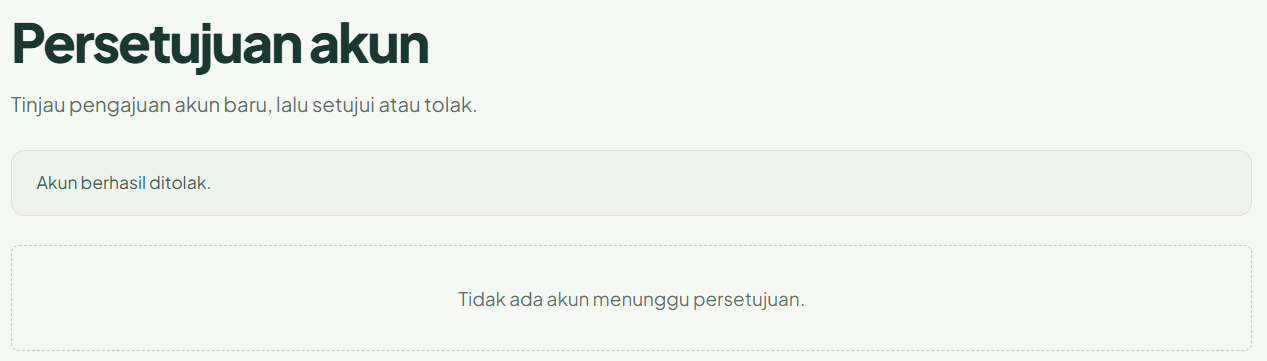 Persetujuan akun
Tinjau pengajuan akun baru, lalu setujui atau tolak.
Akun berhasil ditolak.
Tidak ada akun menunggu persetujuan.